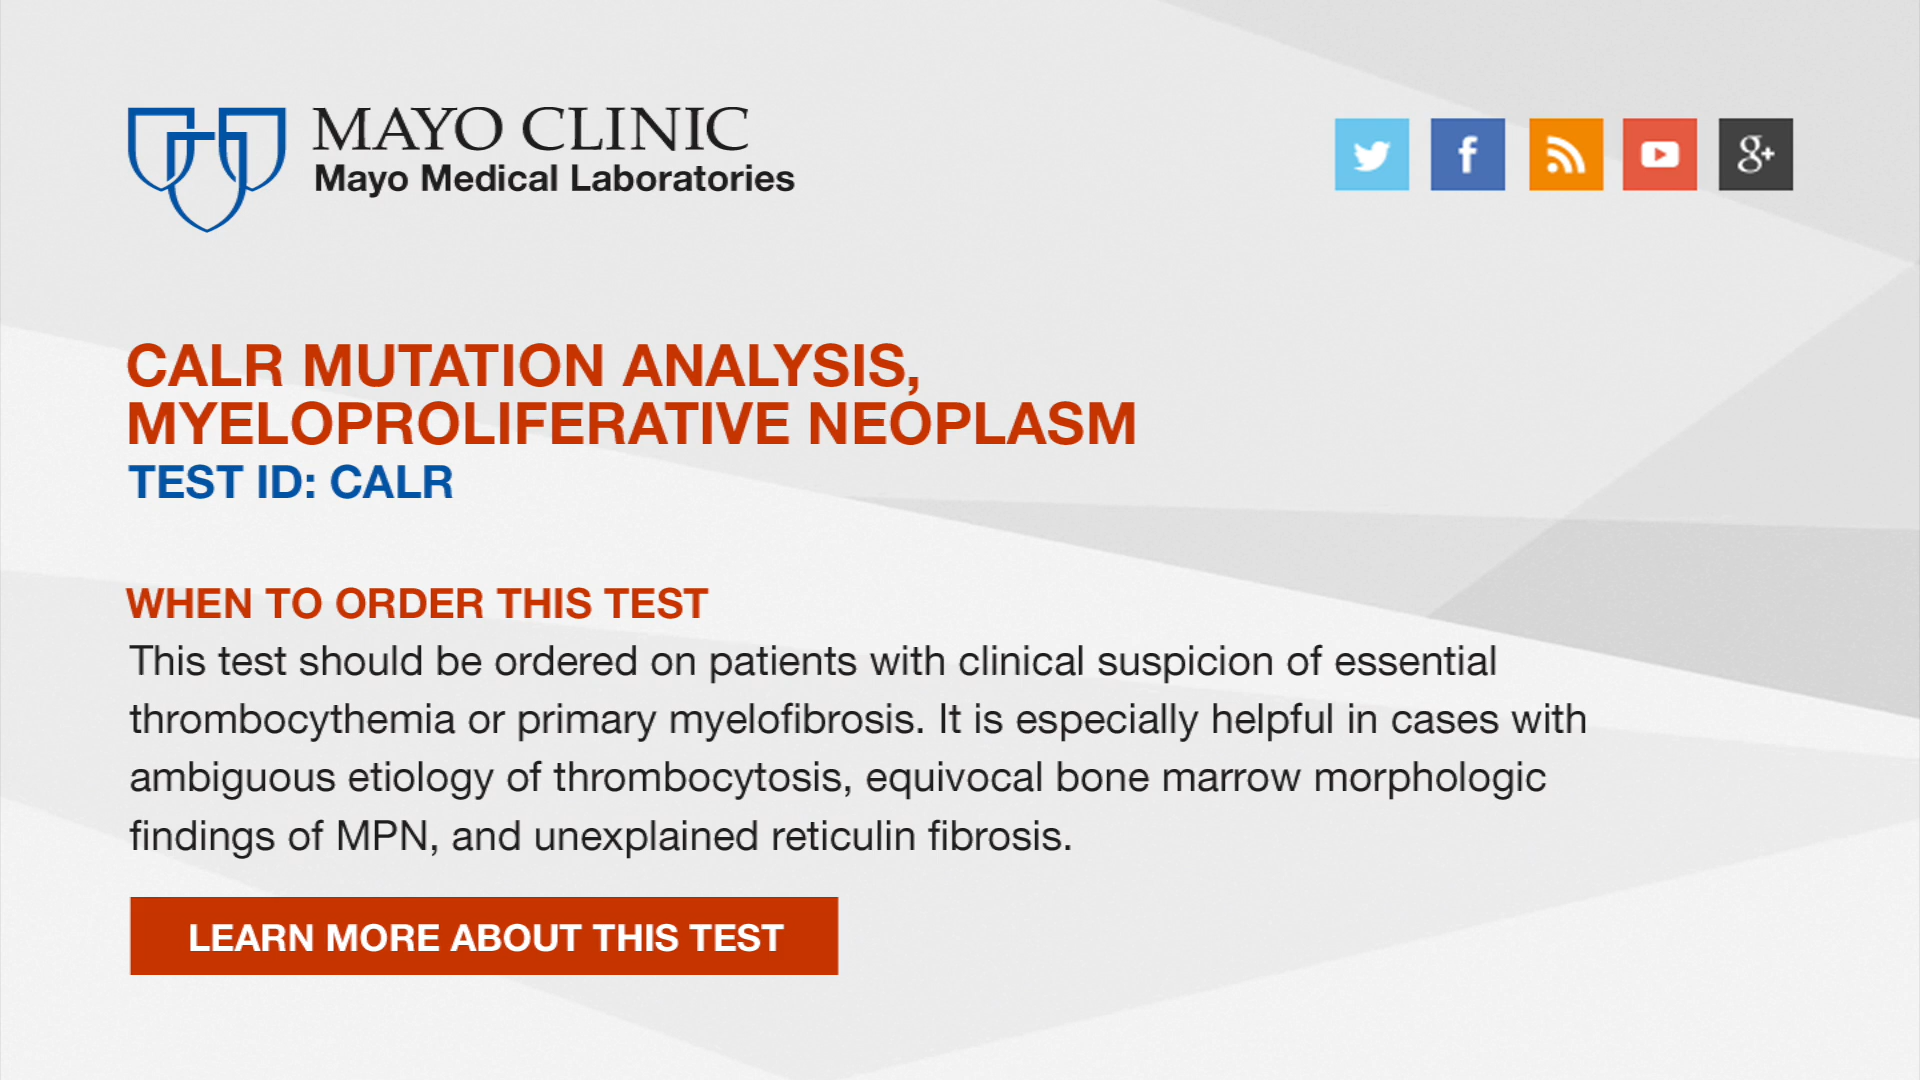 MAYO CLINIC
Mayo Medical Laboratories
f
g+
CALR MUTATION ANALYSIS,
MYELOPROLIFERATIVE NEOPLASM
TEST ID: CALR
WHEN TO ORDER THIS TEST
This test should be ordered on patients with clinical suspicion of essential
thrombocythemia or primary myelofibrosis. It is especially helpful in cases with
ambiguous etiology of thrombocytosis, equivocal bone marrow morphologic
findings of MPN, and unexplained reticulin fibrosis.
LEARN MORE ABOUT THIS TEST